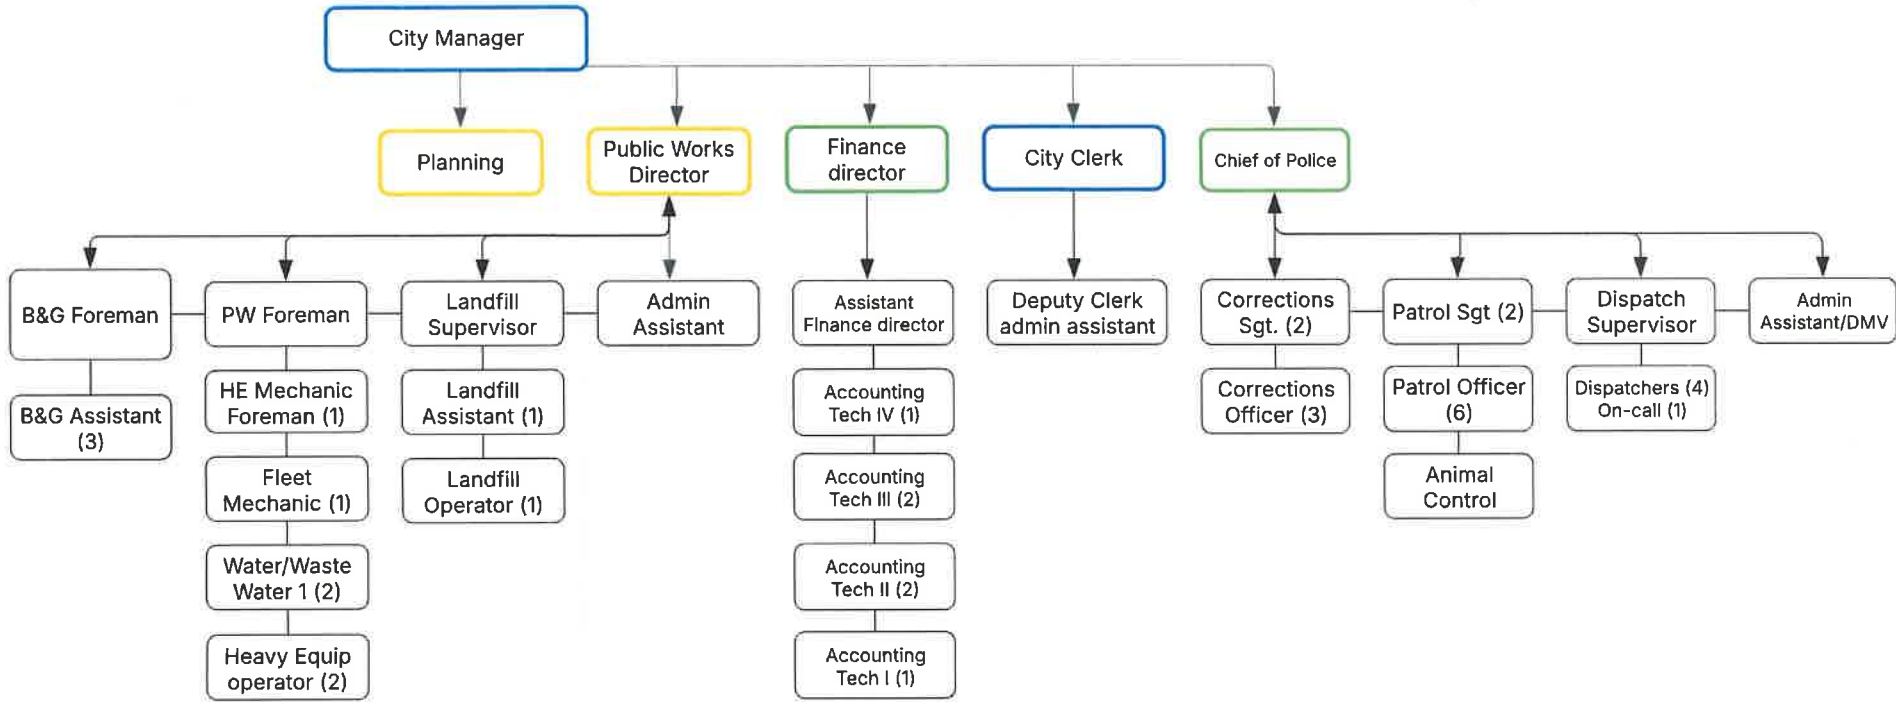 City Manager
Planning
Public Works
Director
Finance
director
City Clerk
Chief of Police
B&G Foreman
PW Foreman
Landfill
Supervisor
Admin
Assistant
Assistant
FInance director
Deputy Clerk
admin assistant
Corrections
Sgt. (2)
Patrol Sgt (2)
Dispatch
Supervisor
Admin
Assistant/DMV
B&G Assistant
(3)
HE Mechanic
Foreman (1)
Landfill
Assistant (1)
Accounting
Tech IV (1)
Corrections
Officer (3)
Patrol Officer
(6)
Dispatchers (4)
On-call (1)
Fleet
Mechanic (1)
Landfill
Operator (1)
Accounting
Tech III (2)
Animal
Control
Water/Waste
Water 1 (2)
Accounting
Tech II (2)
Heavy Equip
operator (2)
Accounting
Tech I (1)